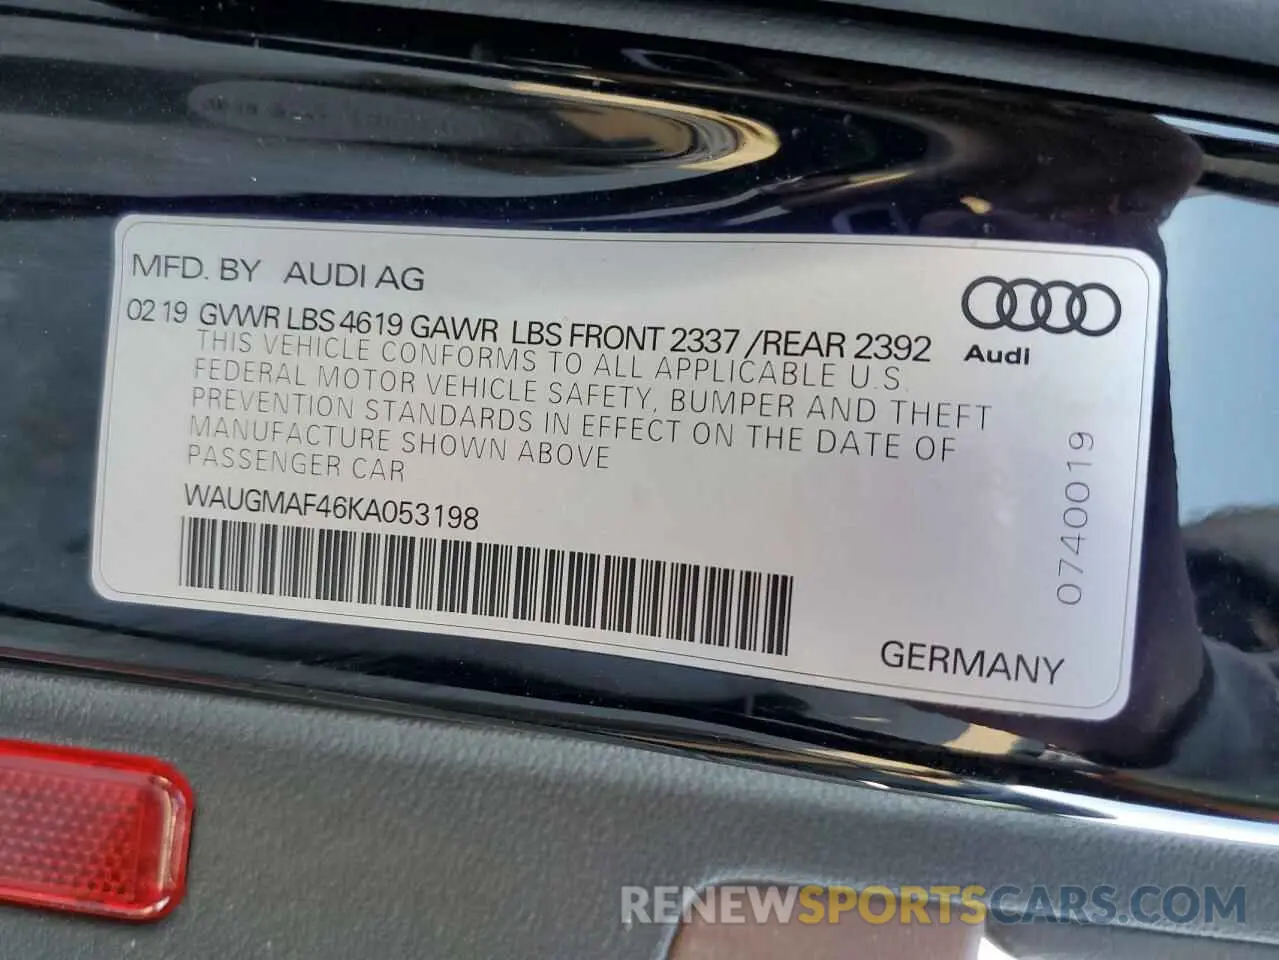 MFD. BY AUDI AG
02 19 GVWR LBS 4619 GAWR LBS FRONT 2337 /REAR 2392
THIS VEHICLE CONFORMS TO ALL APPLICABLE U.S.
FEDERAL MOTOR VEHICLE SAFETY, BUMPER AND THEFT
PREVENTION STANDARDS IN EFFECT ON THE DATE OF
MANUFACTURE SHOWN ABOVE
PASSENGER CAR
WAUGMAF46KA053198
Audi
07400019
GERMANY
RENEWSPORTSCARS.COM